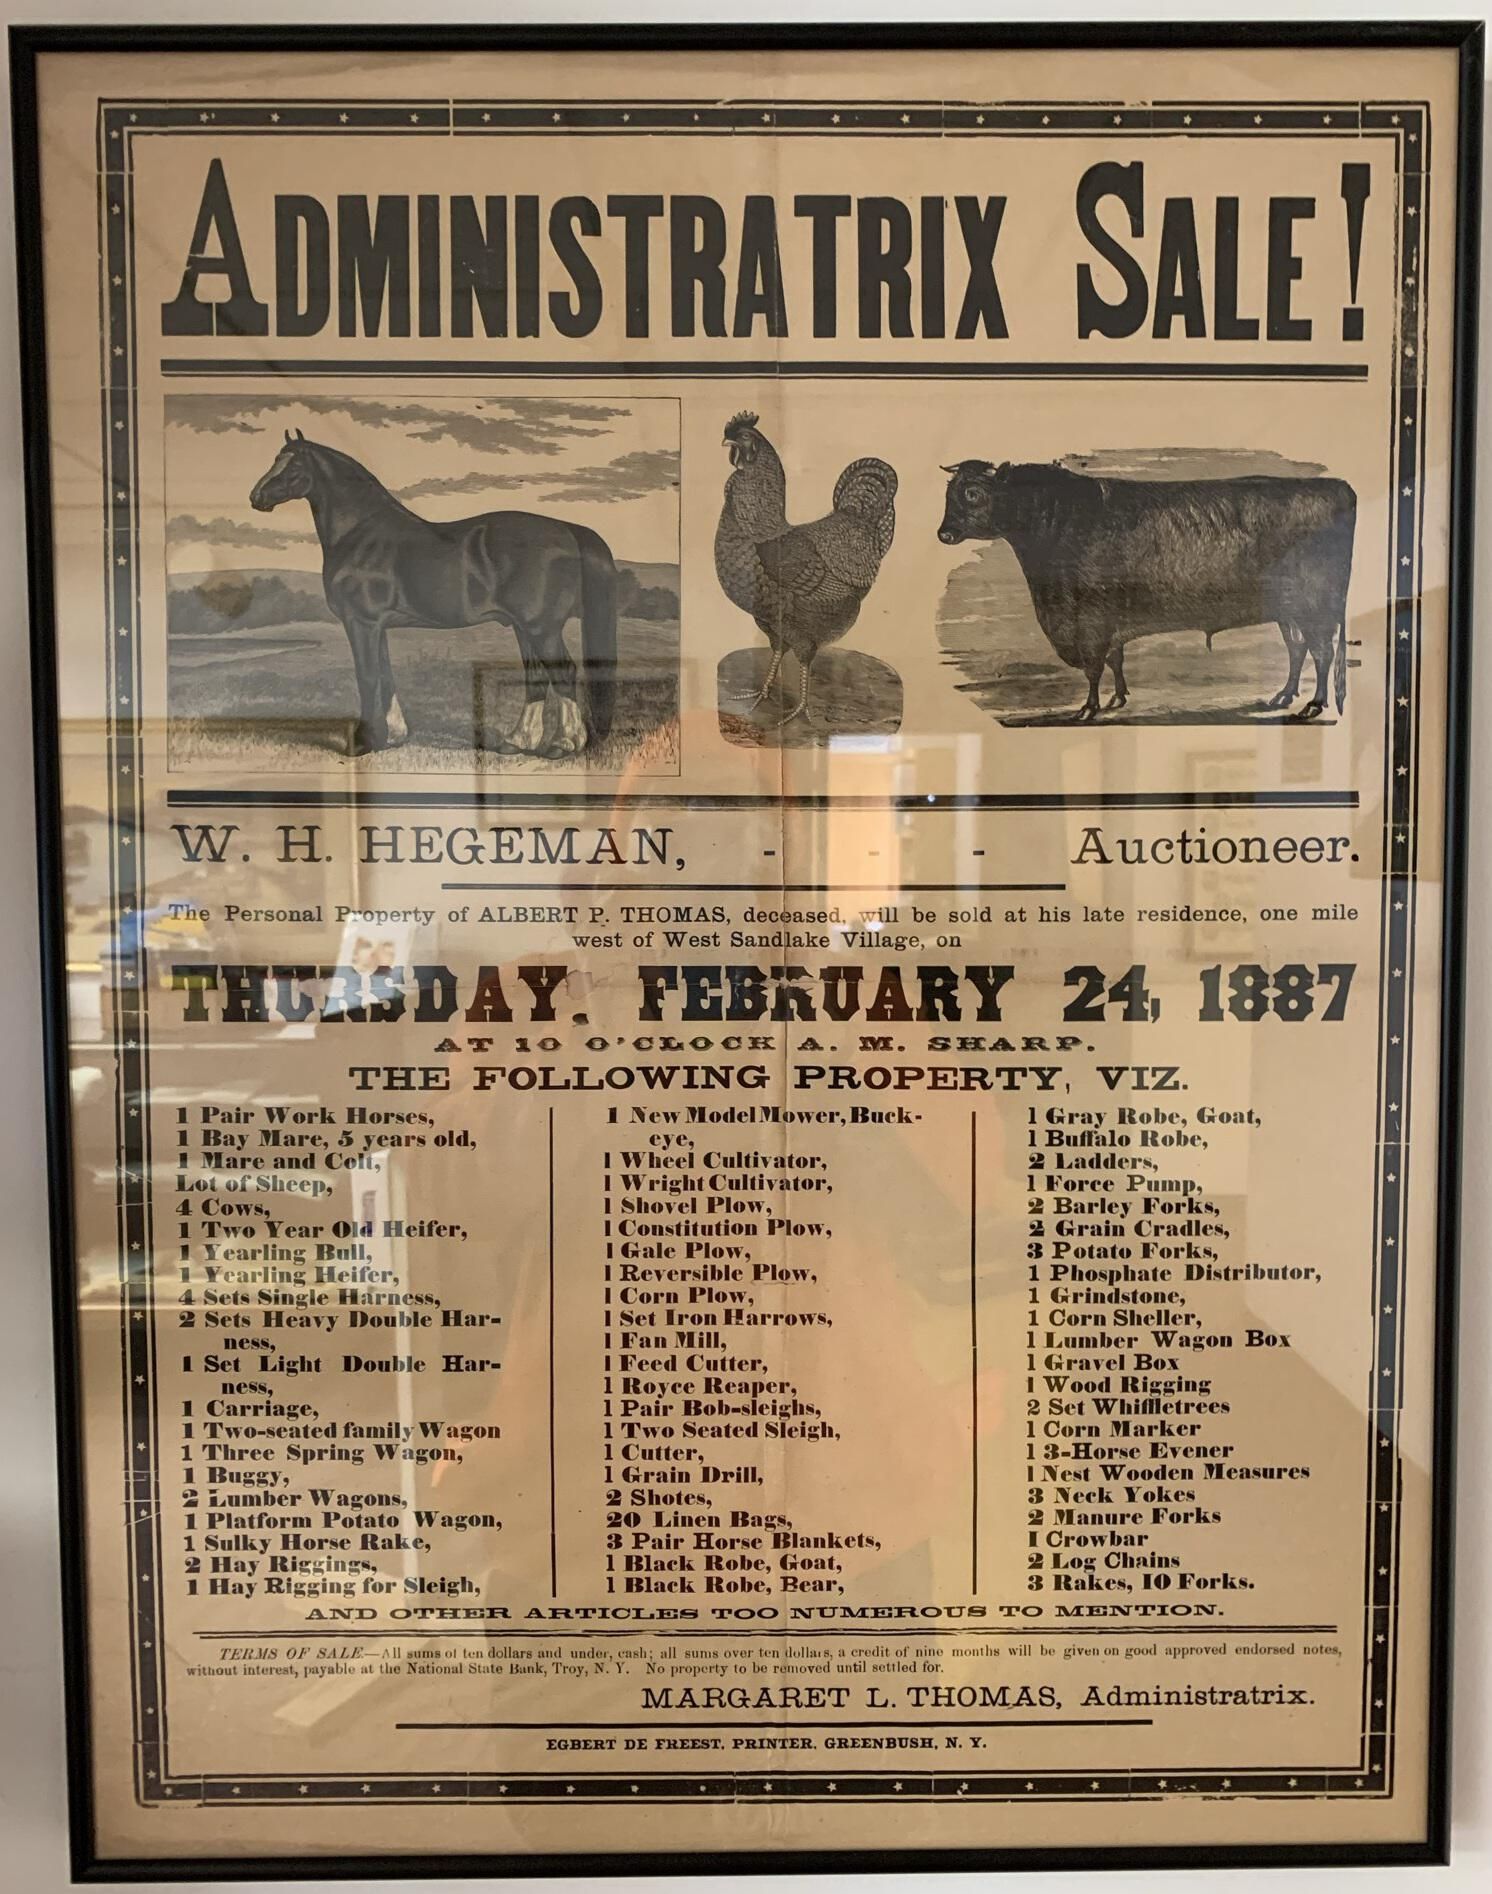 ADMINISTRATRIX SALE!
W. H. HEGEMAN, - - - Auctioneer.
The Personal Property of ALBERT P. THOMAS, deceased, will be sold at his late residence, one mile
west of West Sandlake Village, on
THURSDAY, FEBRUARY 24, 1887
AT 10 O'CLOCK A. M. SHARP.
THE FOLLOWING PROPERTY, VIZ.
1 Pair Work Horses,
1 Bay Mare, 5 years old,
1 Mare and Colt,
Lot of Sheep,
4 Cows,
1 Two Year Old Heifer,
1 Yearling Bull,
1 Yearling Heifer,
4 Sets Single Harness,
2 Sets Heavy Double Har-
ness,
1 Set Light Double Har-
ness,
1 Carriage,
1 Two-seated family Wagon
1 Three Spring Wagon,
1 Buggy,
2 Lumber Wagons,
1 Platform Potato Wagon,
1 Sulky Horse Rake,
2 Hay Riggings,
1 Hay Rigging for Sleigh,
1 New Model Mower, Buck-
eye,
1 Wheel Cultivator,
1 Wright Cultivator,
1 Shovel Plow,
1 Constitution Plow,
1 Gale Plow,
1 Reversible Plow,
1 Corn Plow,
1 Set Iron Harrows,
1 Fan Mill,
1 Feed Cutter,
1 Royce Reaper,
1 Pair Bob-sleighs,
1 Two Seated Sleigh,
1 Cutter,
1 Grain Drill,
2 Shotes,
20 Linen Bags,
3 Pair Horse Blankets,
1 Black Robe, Goat,
1 Black Robe, Bear,
1 Gray Robe, Goat,
1 Buffalo Robe,
2 Ladders,
1 Force Pump,
2 Barley Forks,
2 Grain Cradles,
3 Potato Forks,
1 Phosphate Distributor,
1 Grindstone,
1 Corn Sheller,
1 Lumber Wagon Box
1 Gravel Box
1 Wood Rigging
2 Set Whiffletrees
1 Corn Marker
1 3-Horse Evener
1 Nest Wooden Measures
3 Neck Yokes
2 Manure Forks
1 Crowbar
2 Log Chains
3 Rakes, 10 Forks.
AND OTHER ARTICLES TOO NUMEROUS TO MENTION.
TERMS OF SALE—All sums of ten dollars and under, cash; all sums over ten dollars, a credit of nine months will be given on good approved endorsed notes,
without interest, payable at the National State Bank, Troy, N. Y. No property to be removed until settled for.
MARGARET L. THOMAS, Administratrix.
EGBERT DE FREEST, PRINTER, GREENBUSH, N. Y.